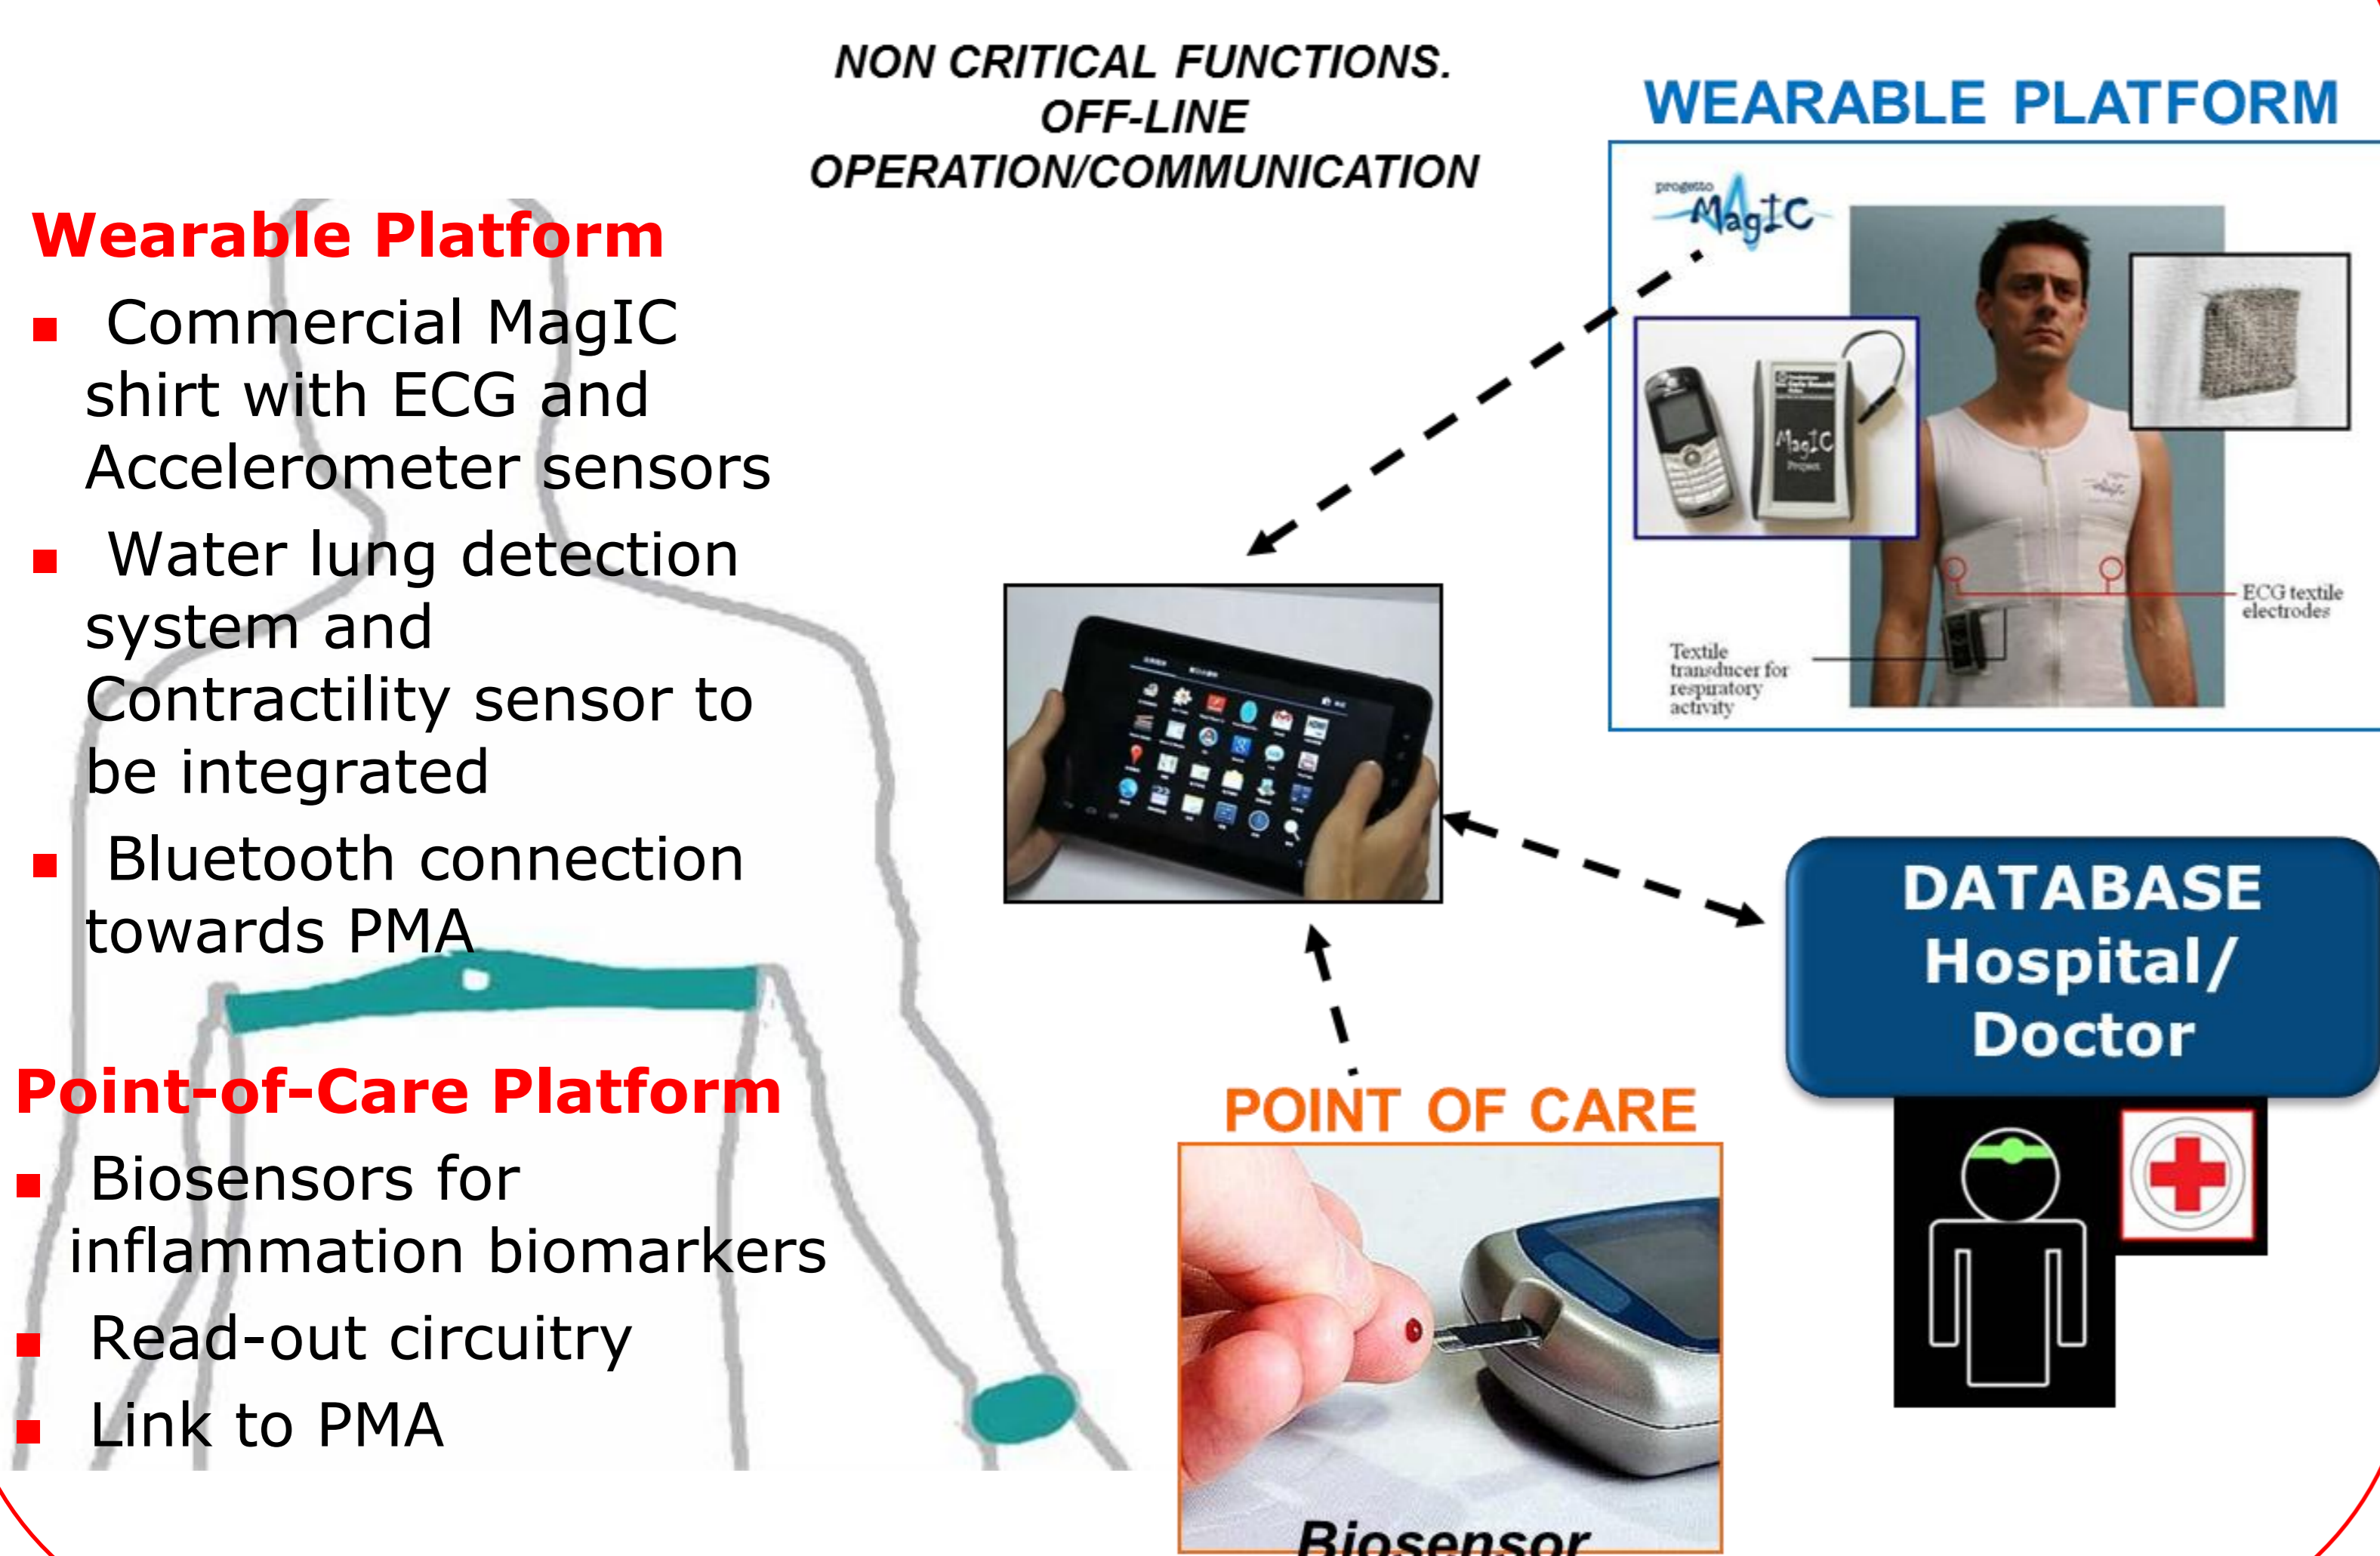 NON CRITICAL FUNCTIONS.
OFF-LINE
OPERATION/COMMUNICATION
Wearable Platform
Commercial MagIC
shirt with ECG and
Accelerometer sensors
Water lung detection
system and
Contractility sensor to
be integrated
Bluetooth connection
towards PMA
Point-of-Care Platform
Biosensors for
inflammation biomarkers
Read-out circuitry
Link to PMA
WEARABLE PLATFORM
progetto
MagIC
MagIC
Project
ECG textile
electrodes
Textile
transducer for
respiratory
activity
DATABASE
Hospital/
Doctor
POINT OF CARE
Biosensor